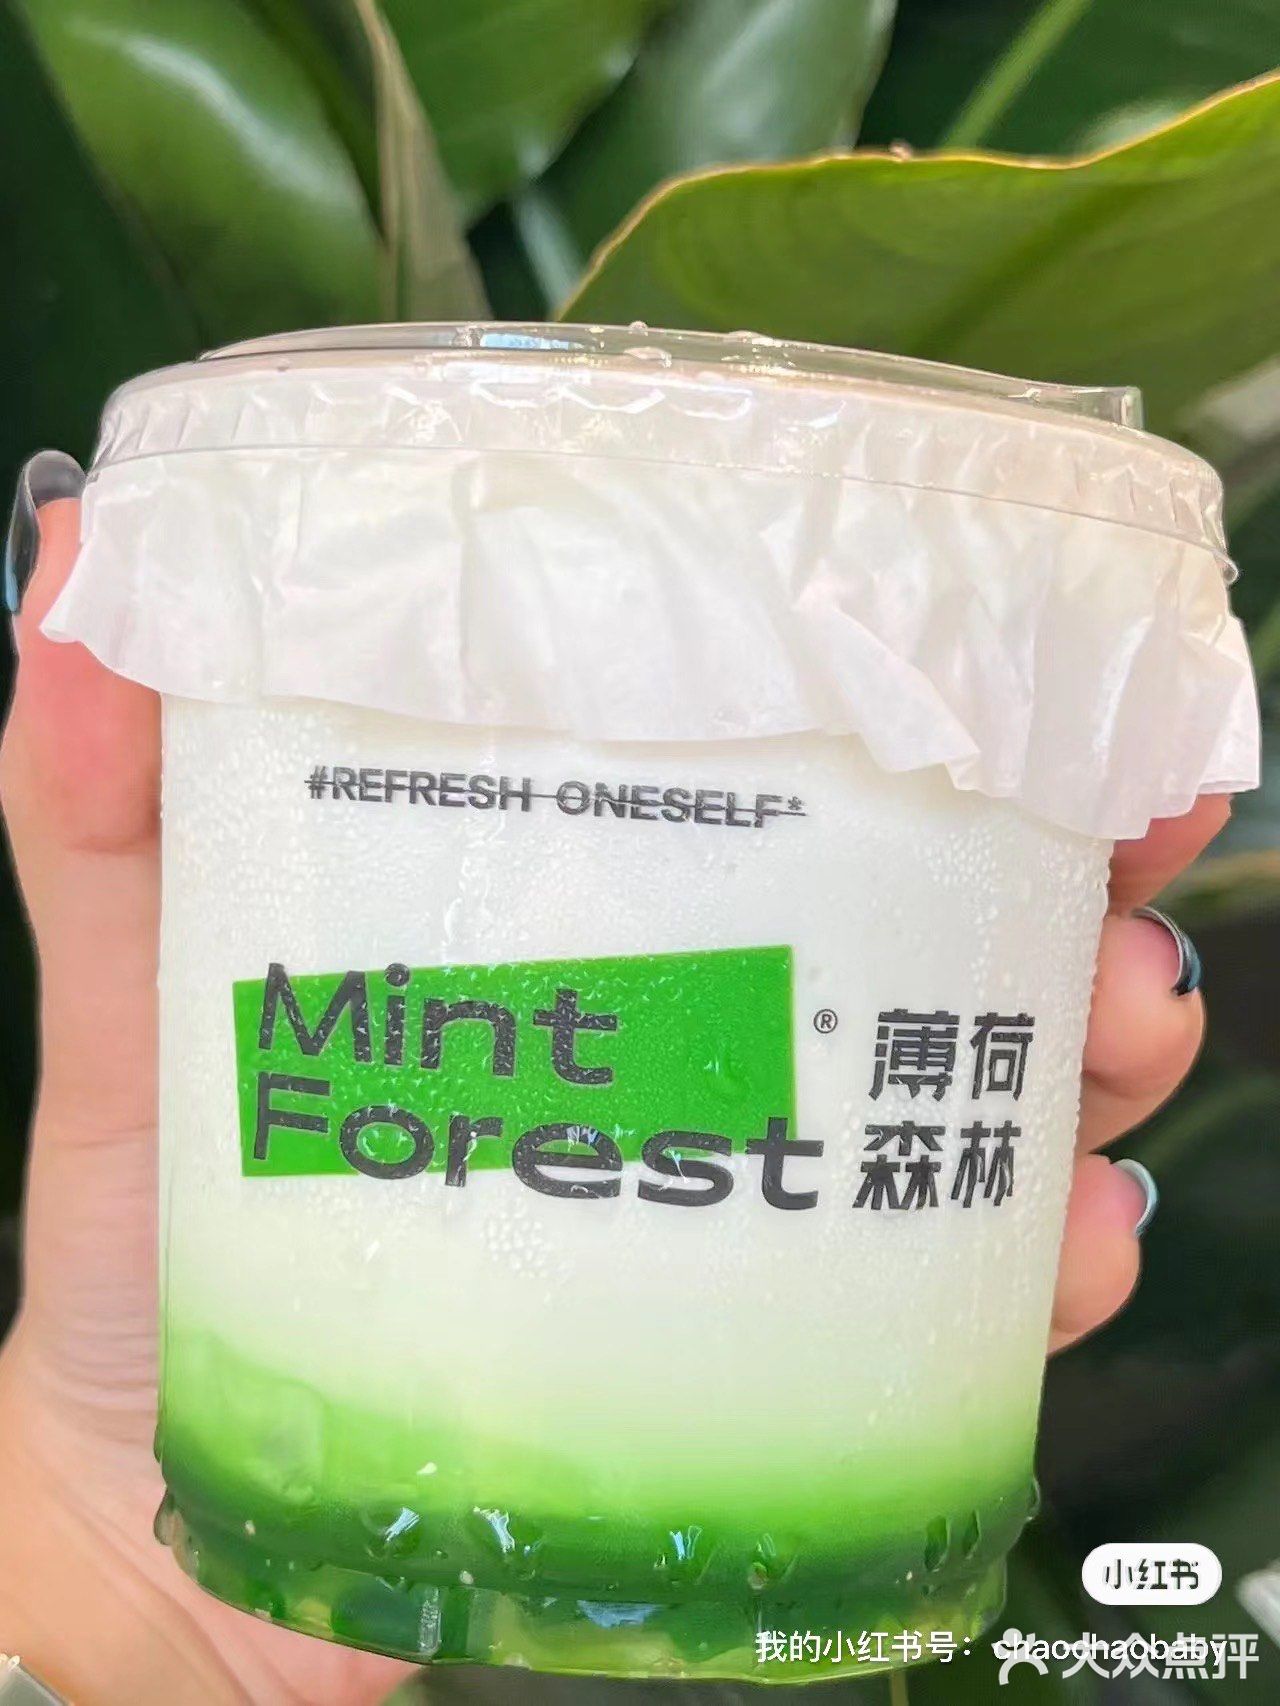 #REFRESH ONESELF*
Mint
Forest
®
薄荷
森林
小红书
我的小红书号：chaochaobaby
大众点评